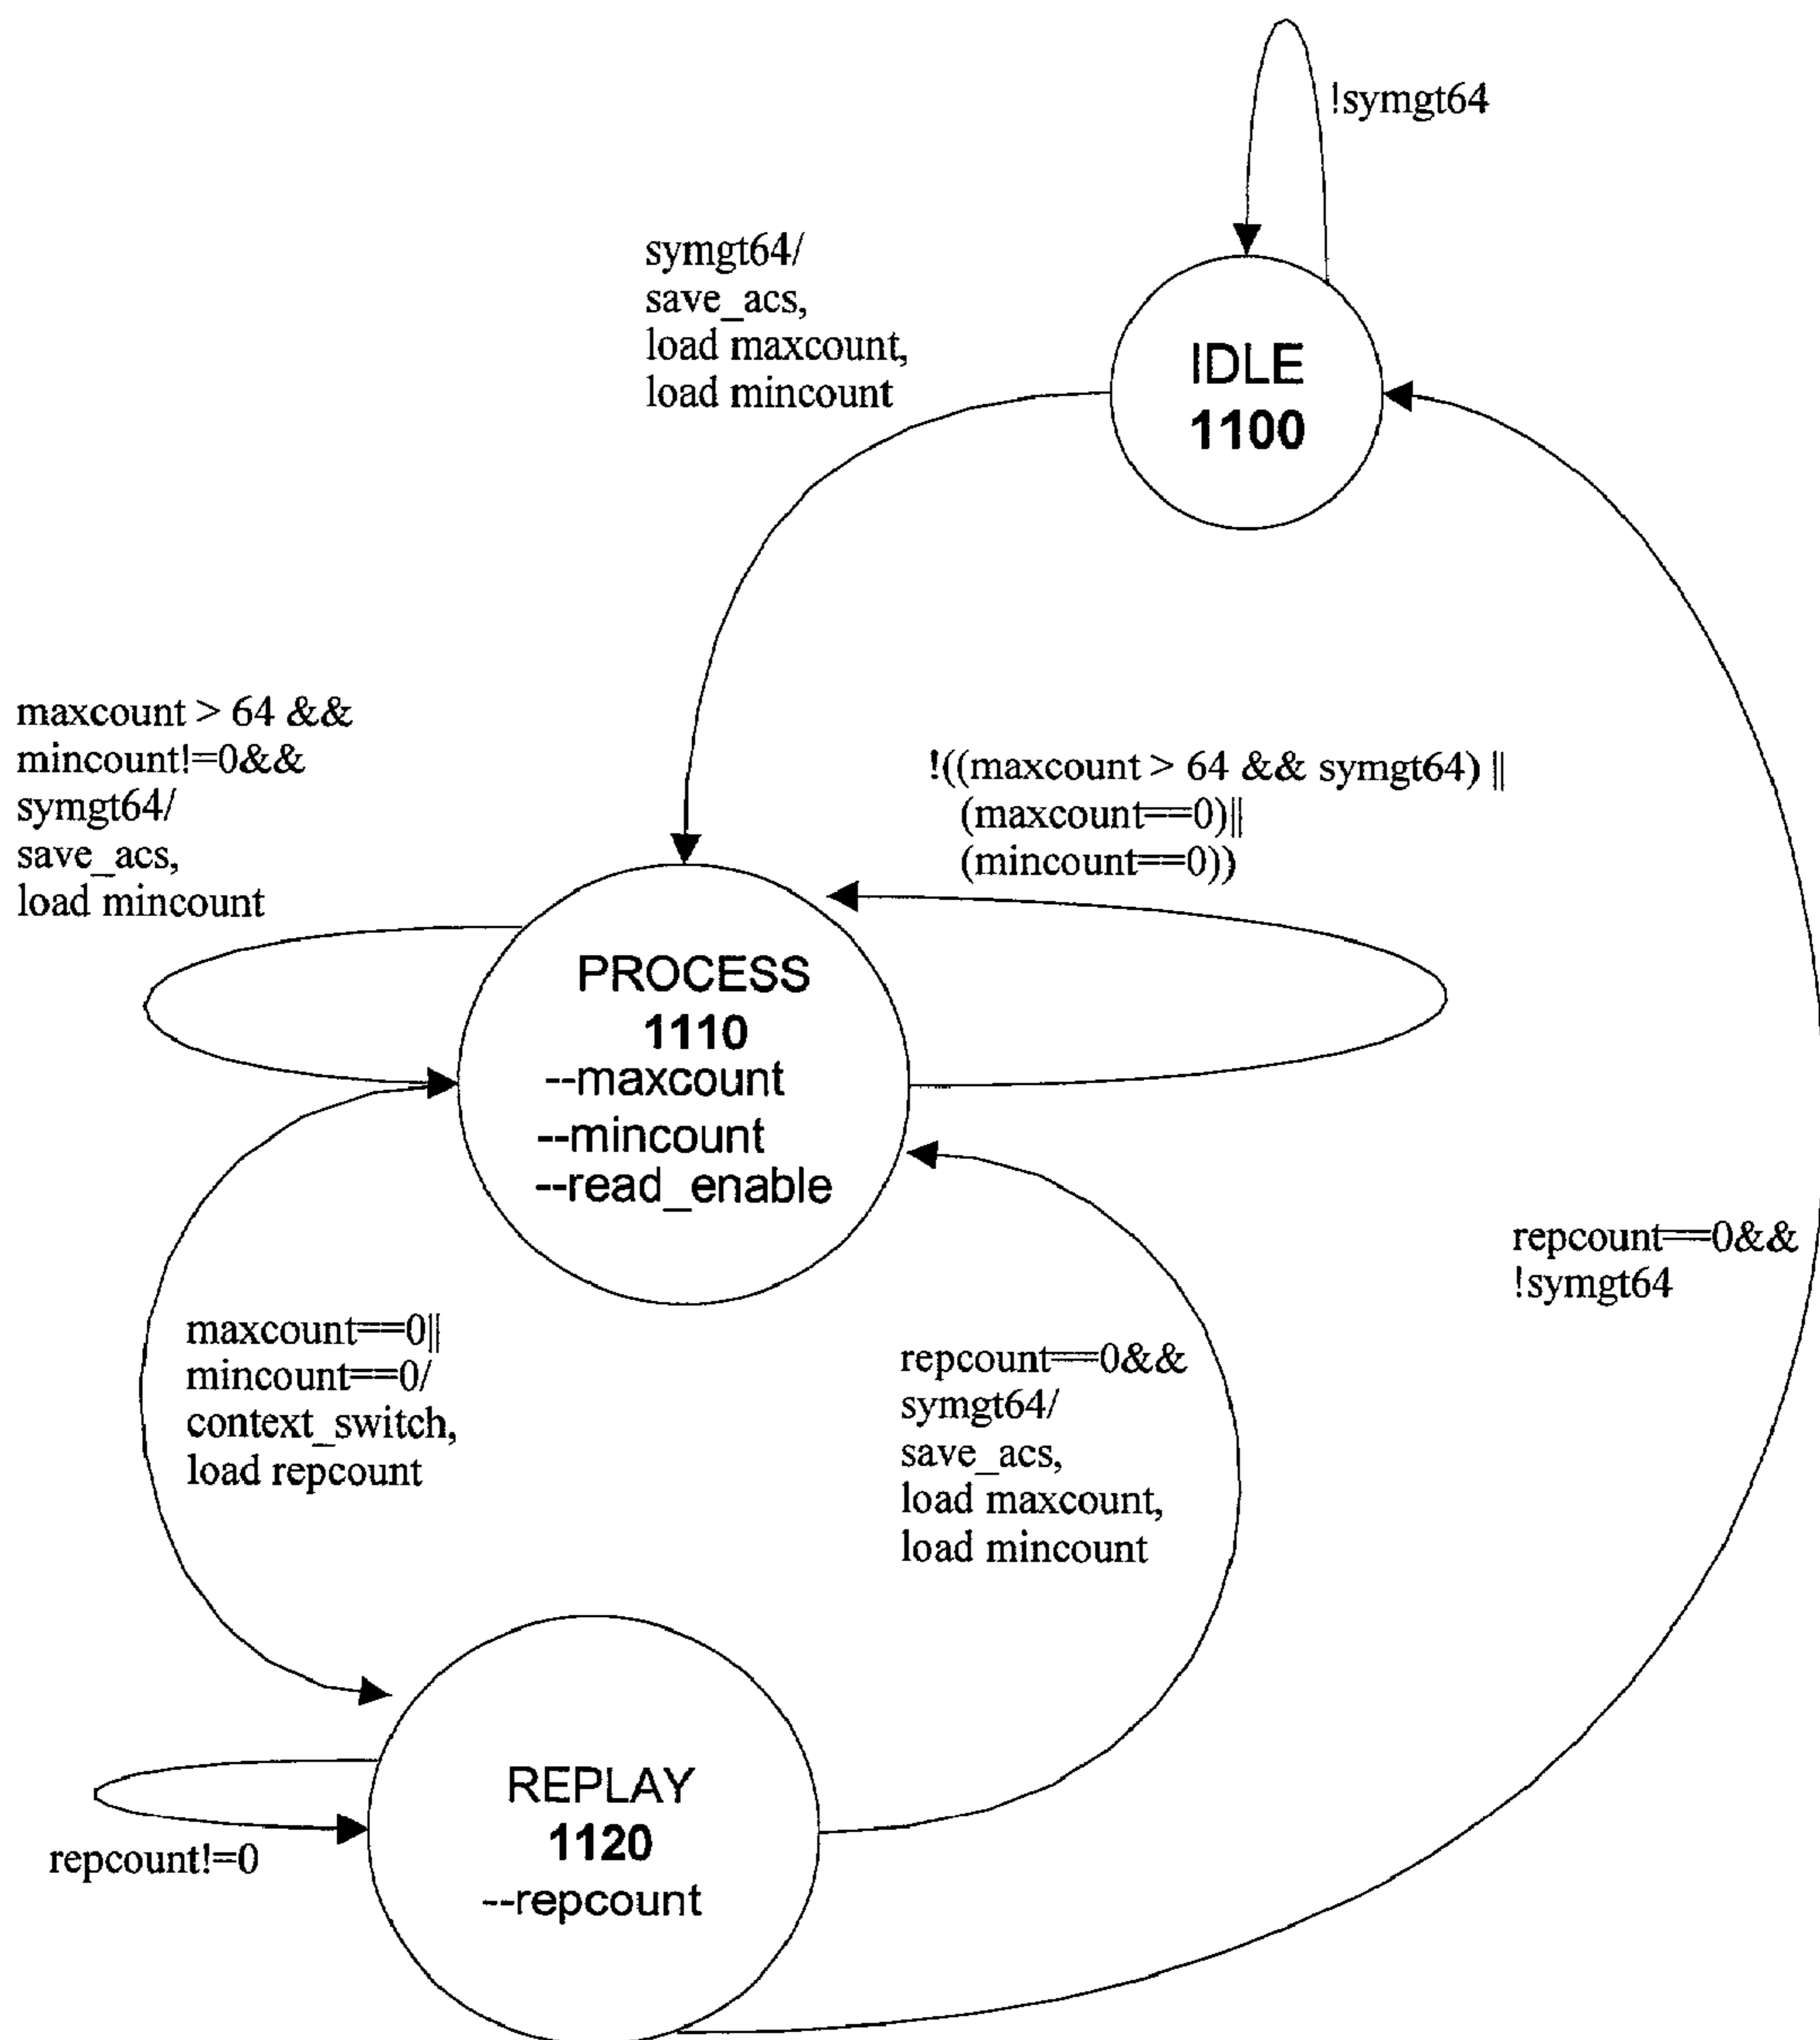 !symgt64
symgt64/
save_acs,
load maxcount,
load mincount
IDLE
1100
maxcount > 64 &&
mincount!=0&&
symgt64/
save_acs,
load mincount
!((maxcount > 64 && symgt64) ||
(maxcount==0)||
(mincount==0))
PROCESS
1110
--maxcount
--mincount
--read_enable
repcount==0&&
!symgt64
maxcount==0||
mincount==0/
context_switch,
load repcount
repcount==0&&
symgt64/
save_acs,
load maxcount,
load mincount
REPLAY
1120
--repcount
repcount!=0